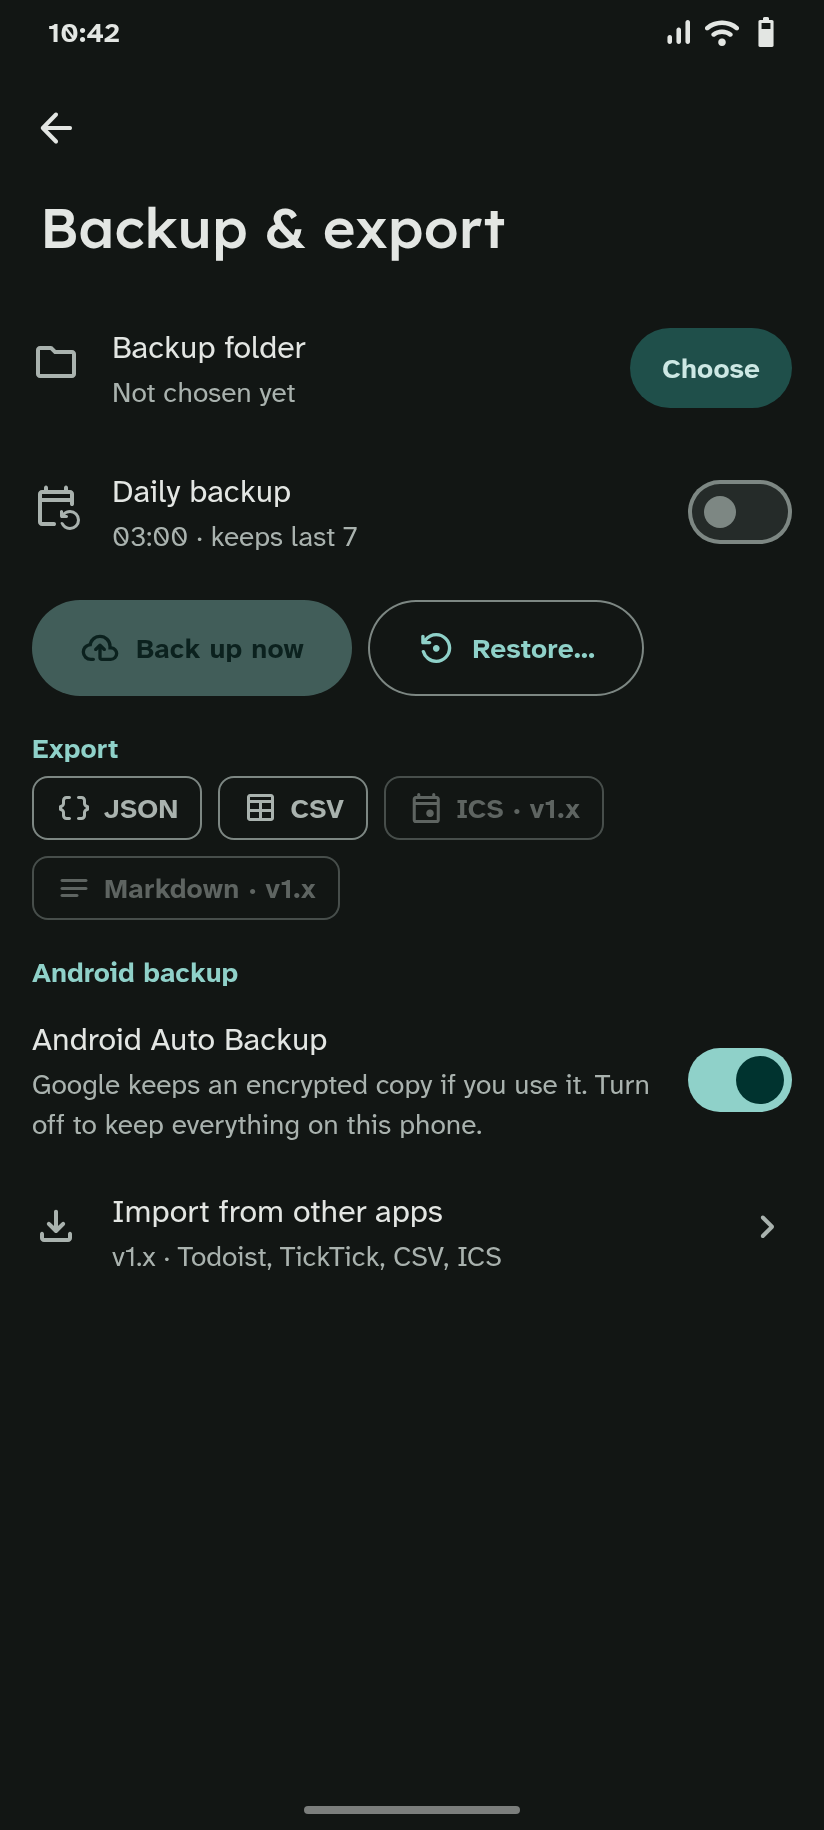 10:42
Backup & export
Backup folder
Not chosen yet
Choose
Daily backup
03:00 · keeps last 7
Back up now
Restore...
Export
JSON
CSV
ICS · v1.x
Markdown · v1.x
Android backup
Android Auto Backup
Google keeps an encrypted copy if you use it. Turn
off to keep everything on this phone.
Import from other apps
v1.x · Todoist, TickTick, CSV, ICS